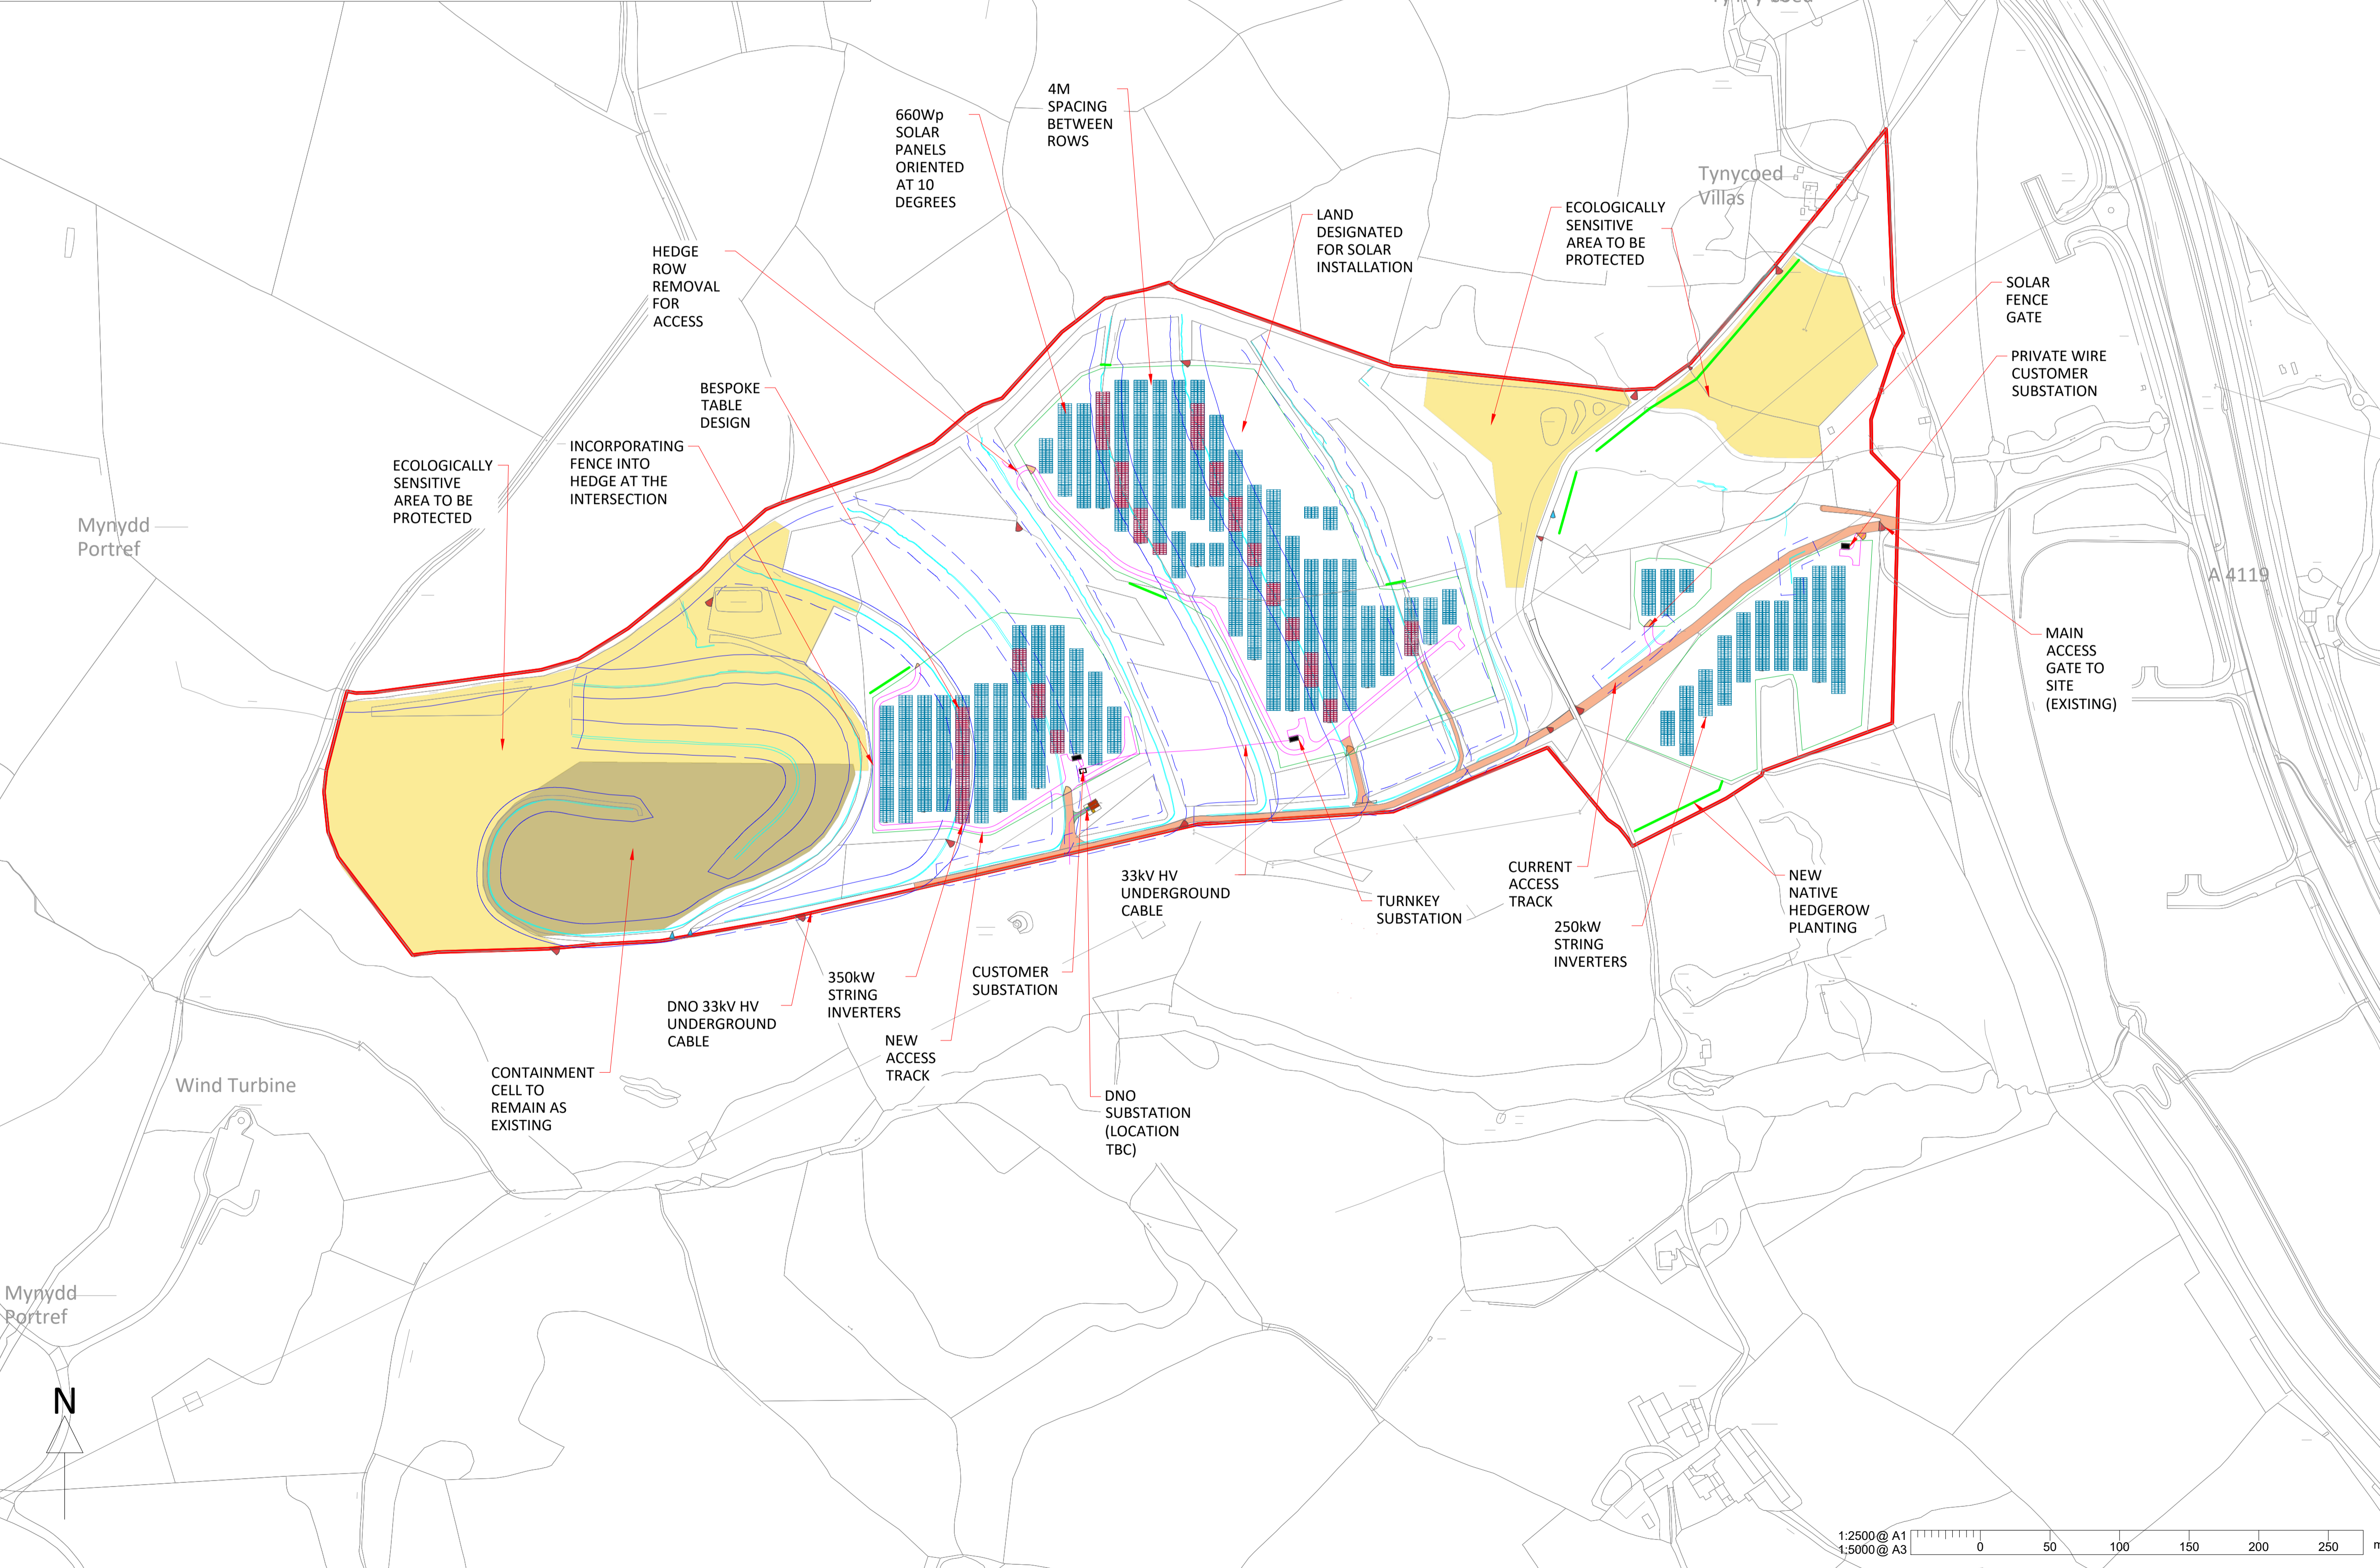 4M
SPACING
BETWEEN
ROWS
660Wp
SOLAR
PANELS
ORIENTED
AT 10
DEGREES
Tynycoed
Villas
LAND
DESIGNATED
FOR SOLAR
INSTALLATION
ECOLOGICALLY
SENSITIVE
AREA TO BE
PROTECTED
HEDGE
ROW
REMOVAL
FOR
ACCESS
SOLAR
FENCE
GATE
PRIVATE WIRE
CUSTOMER
SUBSTATION
BESPOKE
TABLE
DESIGN
INCORPORATING
FENCE INTO
HEDGE AT THE
INTERSECTION
ECOLOGICALLY
SENSITIVE
AREA TO BE
PROTECTED
Mynydd
Portref
A 4119
MAIN
ACCESS
GATE TO
SITE
(EXISTING)
33kV HV
UNDERGROUND
CABLE
TURNKEY
SUBSTATION
CURRENT
ACCESS
TRACK
250kW
STRING
INVERTERS
NEW
NATIVE
HEDGEROW
PLANTING
CUSTOMER
SUBSTATION
350kW
STRING
INVERTERS
DNO 33kV HV
UNDERGROUND
CABLE
NEW
ACCESS
TRACK
CONTAINMENT
CELL TO
REMAIN AS
EXISTING
DNO
SUBSTATION
(LOCATION
TBC)
Wind Turbine
Mynydd
Portref
N
1:2500 @ A1
1:5000 @ A3
0 50 100 150 200 250